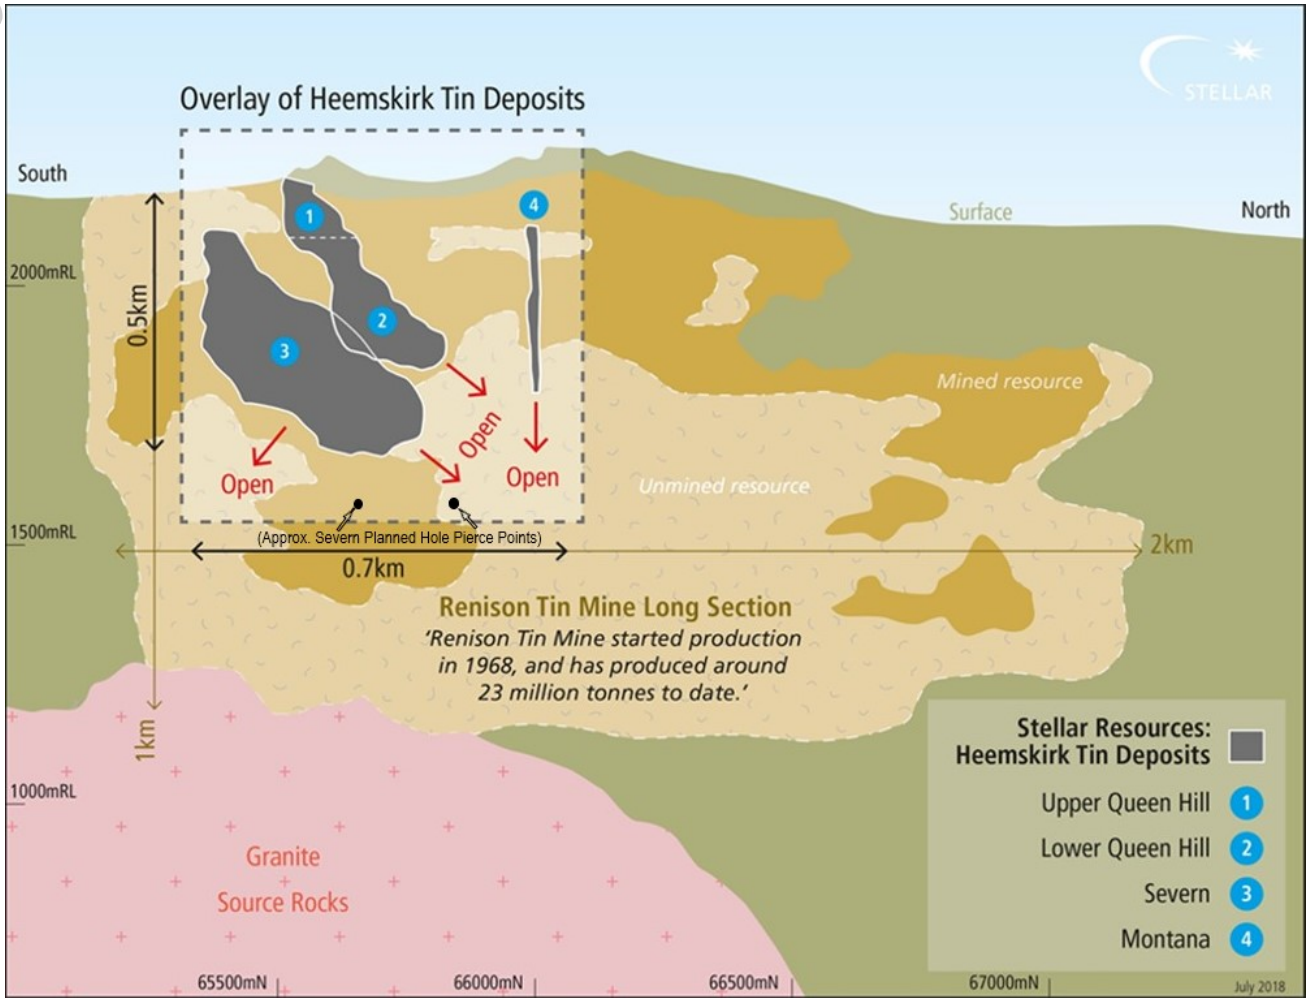 STELLAR
Overlay of Heemskirk Tin Deposits
South
North
Surface
1
4
2000mRL
0.5km
2
3
Mined resource
Open
Open
Open
Unmined resource
1500mRL
(Approx. Severn Planned Hole Pierce Points)
2km
0.7km
Renison Tin Mine Long Section
‘Renison Tin Mine started production
in 1968, and has produced around
23 million tonnes to date.‘
1km
1000mRL
Granite
Source Rocks
Stellar Resources:
Heemskirk Tin Deposits
Upper Queen Hill 1
Lower Queen Hill 2
Severn 3
Montana 4
65500mN
66000mN
66500mN
67000mN
July 2018